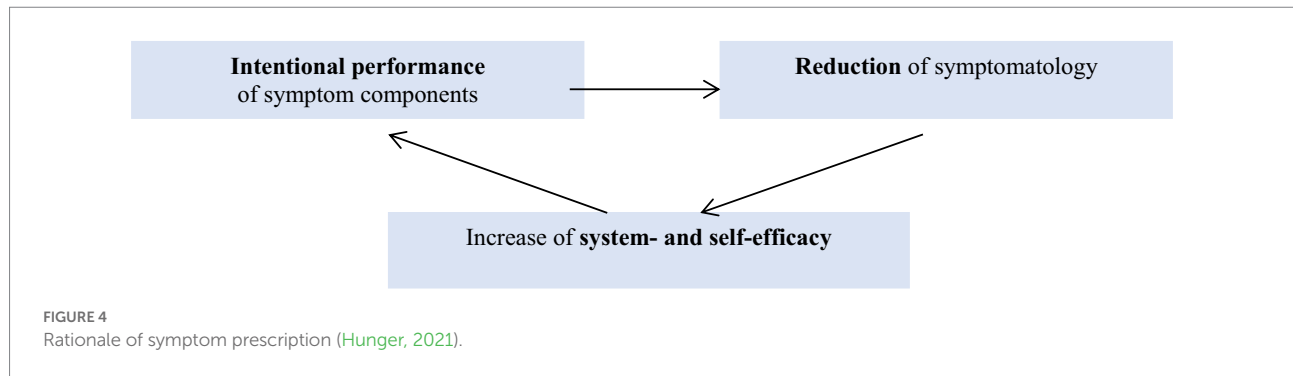 Intentional performance
of symptom components
Reduction of symptomatology
Increase of system- and self-efficacy
FIGURE 4
Rationale of symptom prescription (Hunger, 2021).